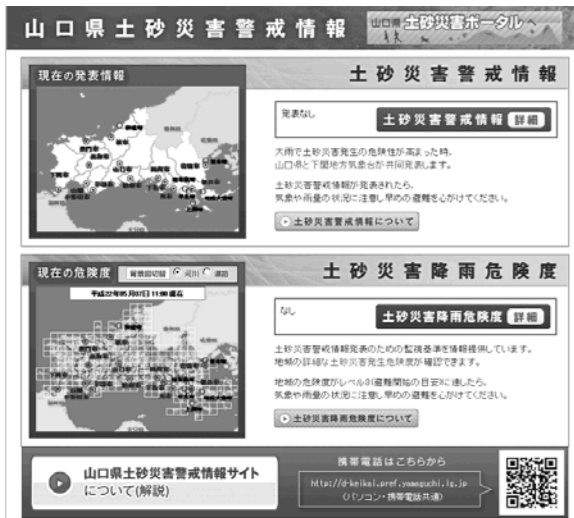 山口県土砂災害警戒情報
山口県 土砂災害ポータル
現在の発表情報
土砂災害警戒情報
発表なし
土砂災害警戒情報 詳細
大雨で土砂災害発生の危険性が高まった時、
山口県と下関地方気象台が共同発表します。
土砂災害警戒情報が発表されたら、
気象や雨量の状況に注意し早めの避難を心がけてください。
土砂災害警戒情報について
現在の危険度
背景図切替 河川 道路
平成22年05月07日 11:00 現在
土砂災害降雨危険度
なし
土砂災害降雨危険度 詳細
土砂災害警戒情報発表のための監視基準を情報提供しています。
地域の詳細な土砂災害発生危険度が確認できます。
地域の危険度がレベル3(避難開始の目安)に達したら、
気象や雨量の状況に注意し早めの避難を心がけてください。
土砂災害降雨危険度について
山口県土砂災害警戒情報サイト
について(解説)
携帯電話はこちらから
http://d-keikai.pref.yamaguchi.lg.jp
(パソコン・携帯電話共通)